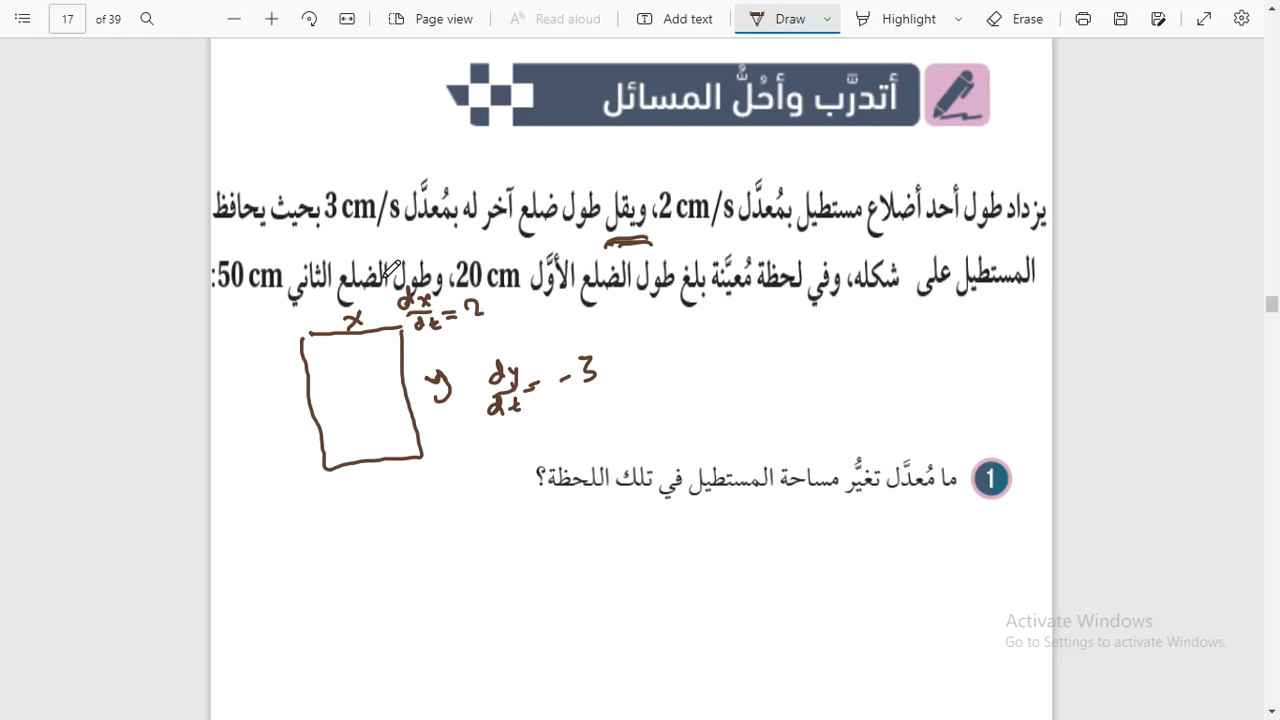 17 of 39 Page view Read aloud Add text Draw Highlight Erase
أتدرَّب وأحُلُّ المسائل
يزداد طول أحد أضلاع مستطيل بمُعدَّل 2 cm/s، ويقل طول ضلع آخر له بمُعدَّل 3 cm/s بحيث يحافظ
المستطيل على شكله، وفي لحظة مُعيَّنة بلغ طول الضلع الأوَّل 20 cm، وطول الضلع الثاني 50 cm:
x dx/dt = 2
y dy/dt = -3
1 ما مُعدَّل تغيُّر مساحة المستطيل في تلك اللحظة؟
Activate Windows
Go to Settings to activate Windows.